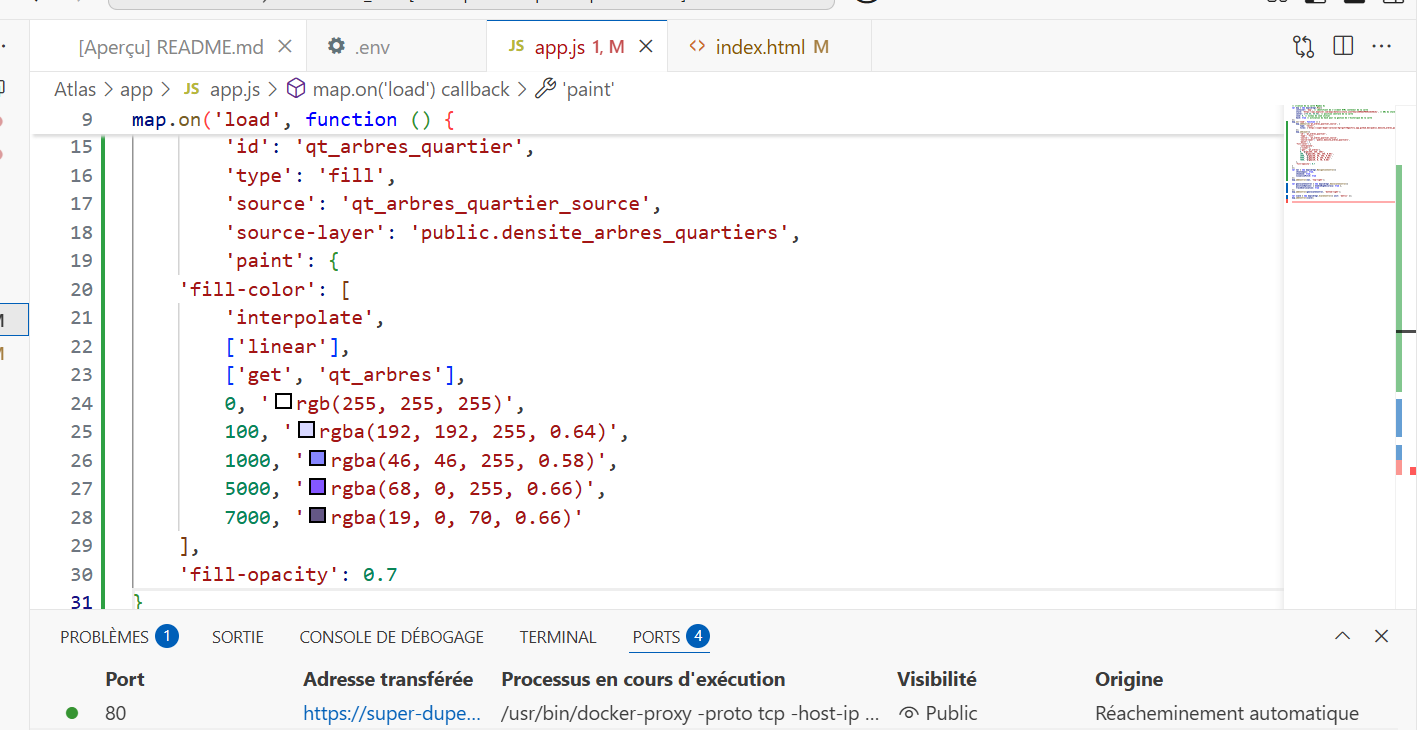 [Aperçu] README.md
.env
JS app.js 1, M
<> index.html M
Atlas > app > JS app.js > map.on('load') callback > 'paint'
9 map.on('load', function () {
15 'id': 'qt_arbres_quartier',
16 'type': 'fill',
17 'source': 'qt_arbres_quartier_source',
18 'source-layer': 'public.densite_arbres_quartiers',
19 'paint': {
20 'fill-color': [
21 'interpolate',
22 ['linear'],
23 ['get', 'qt_arbres'],
24 0, 'rgb(255, 255, 255)',
25 100, 'rgba(192, 192, 255, 0.64)',
26 1000, 'rgba(46, 46, 255, 0.58)',
27 5000, 'rgba(68, 0, 255, 0.66)',
28 7000, 'rgba(19, 0, 70, 0.66)'
29 ],
30 'fill-opacity': 0.7
31 }
PROBLÈMES 1 SORTIE CONSOLE DE DÉBOGAGE TERMINAL PORTS 4
Port Adresse transférée Processus en cours d'exécution Visibilité Origine
80 https://super-dupe... /usr/bin/docker-proxy -proto tcp -host-ip ... Public Réacheminement automatique